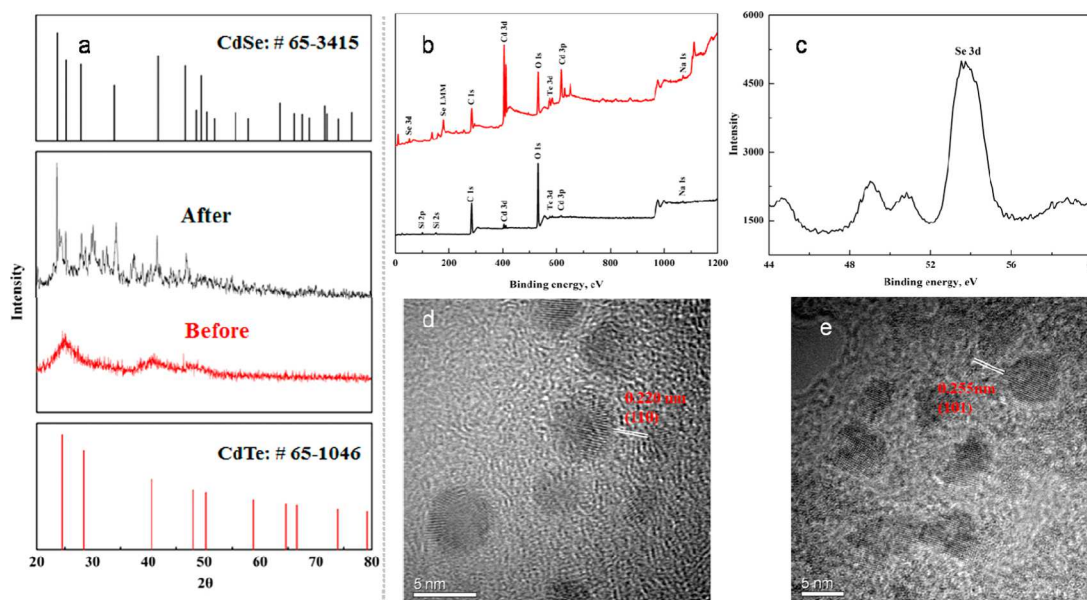 a
CdSe: # 65-3415
After
Before
CdTe: # 65-1046
Intensity
20 30 40 50 60 70 80
2θ
b
Se 3d
Se LMM
C 1s
Cd 3d
O 1s
Te 3d
Cd 3p
Na 1s
Si 2p
Si 2s
C 1s
Cd 3d
O 1s
Te 3d
Cd 3p
Na 1s
0 200 400 600 800 1000 1200
Binding energy, eV
c
Se 3d
6000
4500
3000
1500
Intensity
44 48 52 56
Binding energy, eV
d
0.220 nm
(110)
5 nm
e
0.255nm
(101)
5 nm